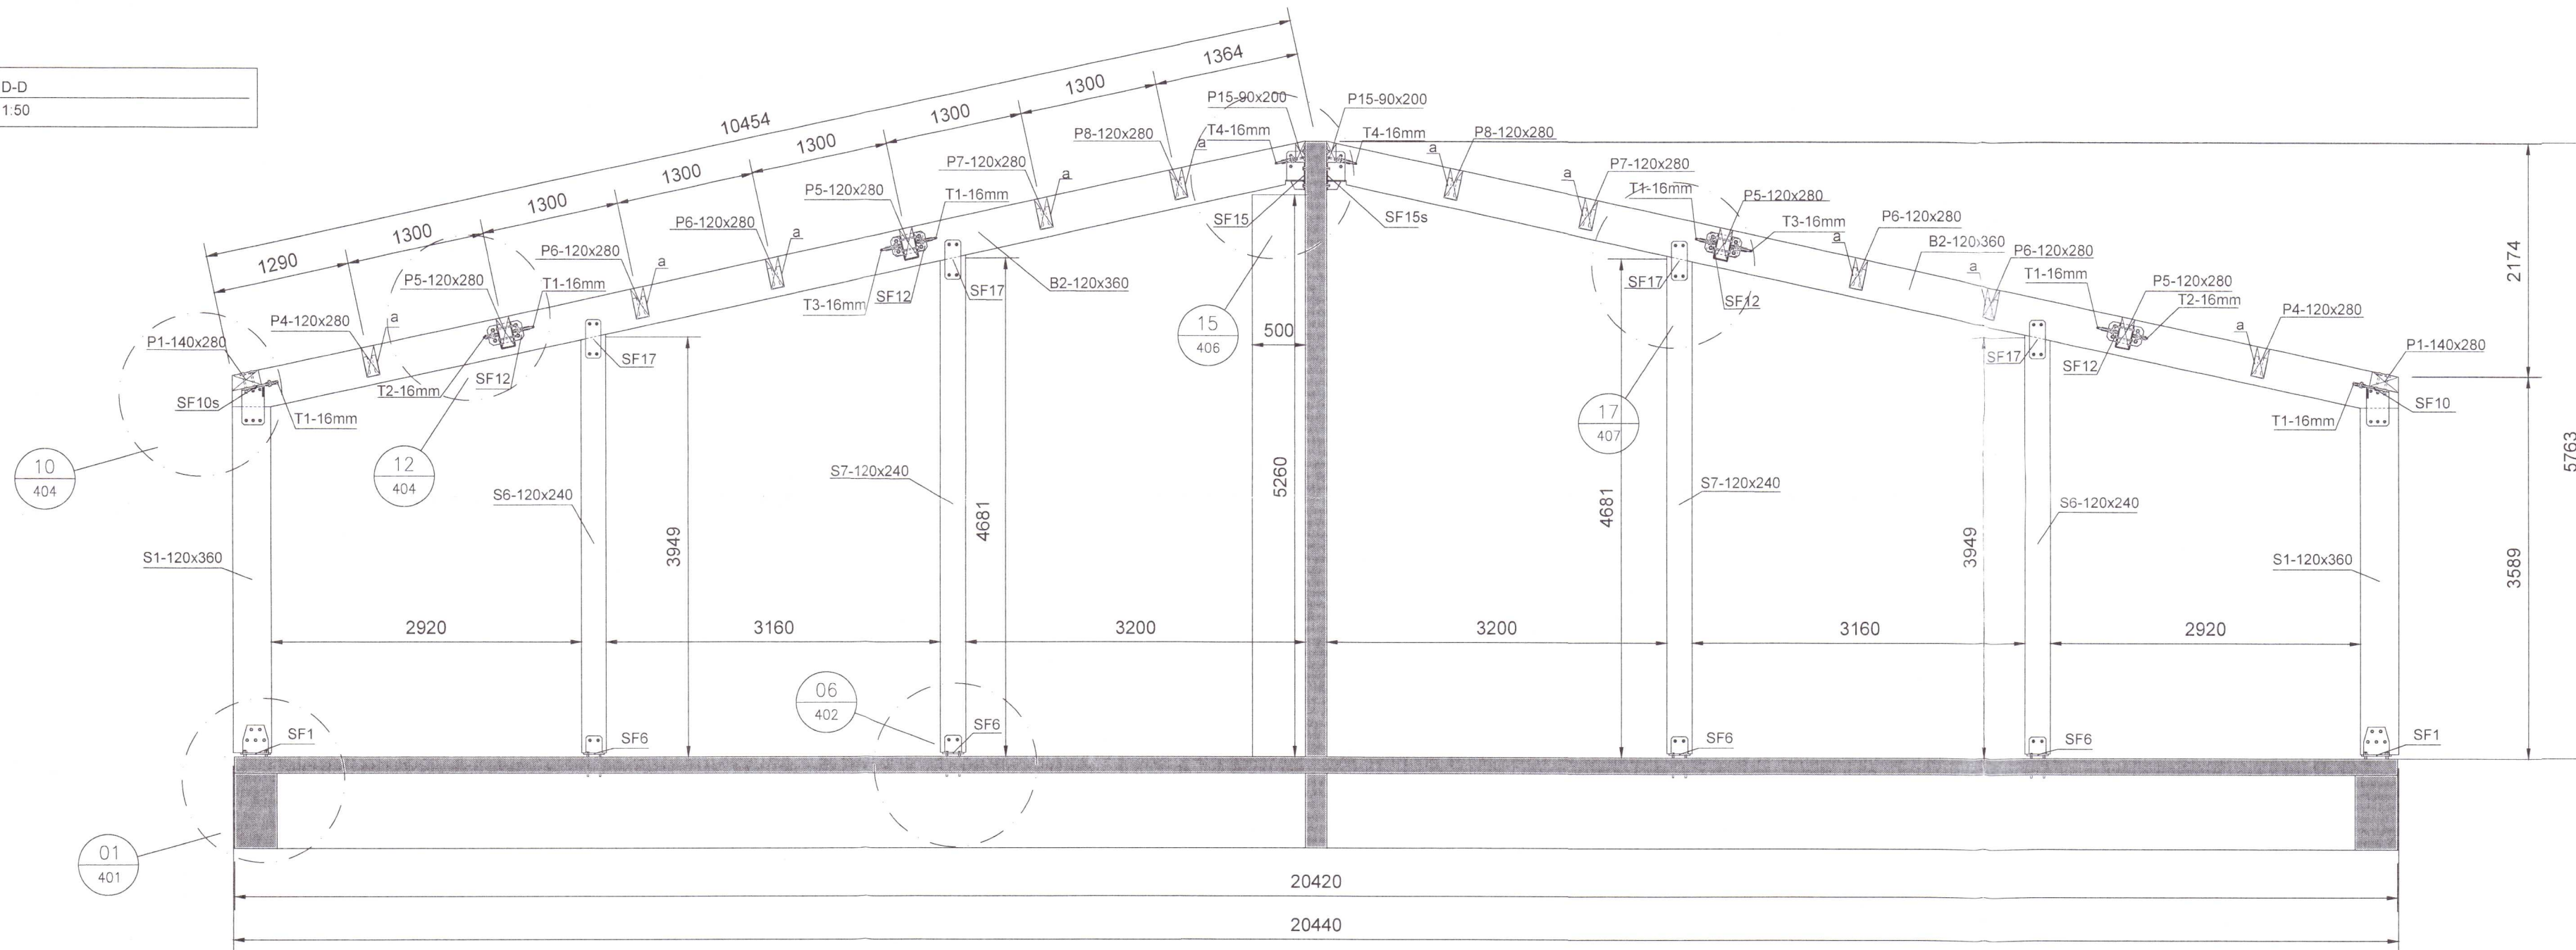 D-D
1:50
10454
1290
1300
1300
1300
1300
1300
1300
1364
P15-90x200
P15-90x200
T4-16mm
T4-16mm
P8-120x280
a
P8-120x280
a
P7-120x280
a
P7-120x280
a
P5-120x280
T1-16mm
T1-16mm
P5-120x280
P6-120x280
a
T3-16mm
a
P6-120x280
P6-120x280
a
B2-120x360
a
P6-120x280
P5-120x280
T1-16mm
T3-16mm
SF12
SF17
B2-120x360
SF15
SF15s
SF17
SF12
T1-16mm
P5-120x280
T2-16mm
P4-120x280
a
a
P4-120x280
P1-140x280
T2-16mm
SF12
SF17
SF17
SF12
P1-140x280
SF10s
T1-16mm
T1-16mm
SF10
15
406
500
17
407
10
404
12
404
2174
5763
3589
S1-120x360
S6-120x240
3949
S7-120x240
4681
5260
4681
S7-120x240
3949
S6-120x240
S1-120x360
2920
3160
3200
3200
3160
2920
06
402
SF1
SF6
SF6
SF6
SF6
SF1
01
401
20420
20440